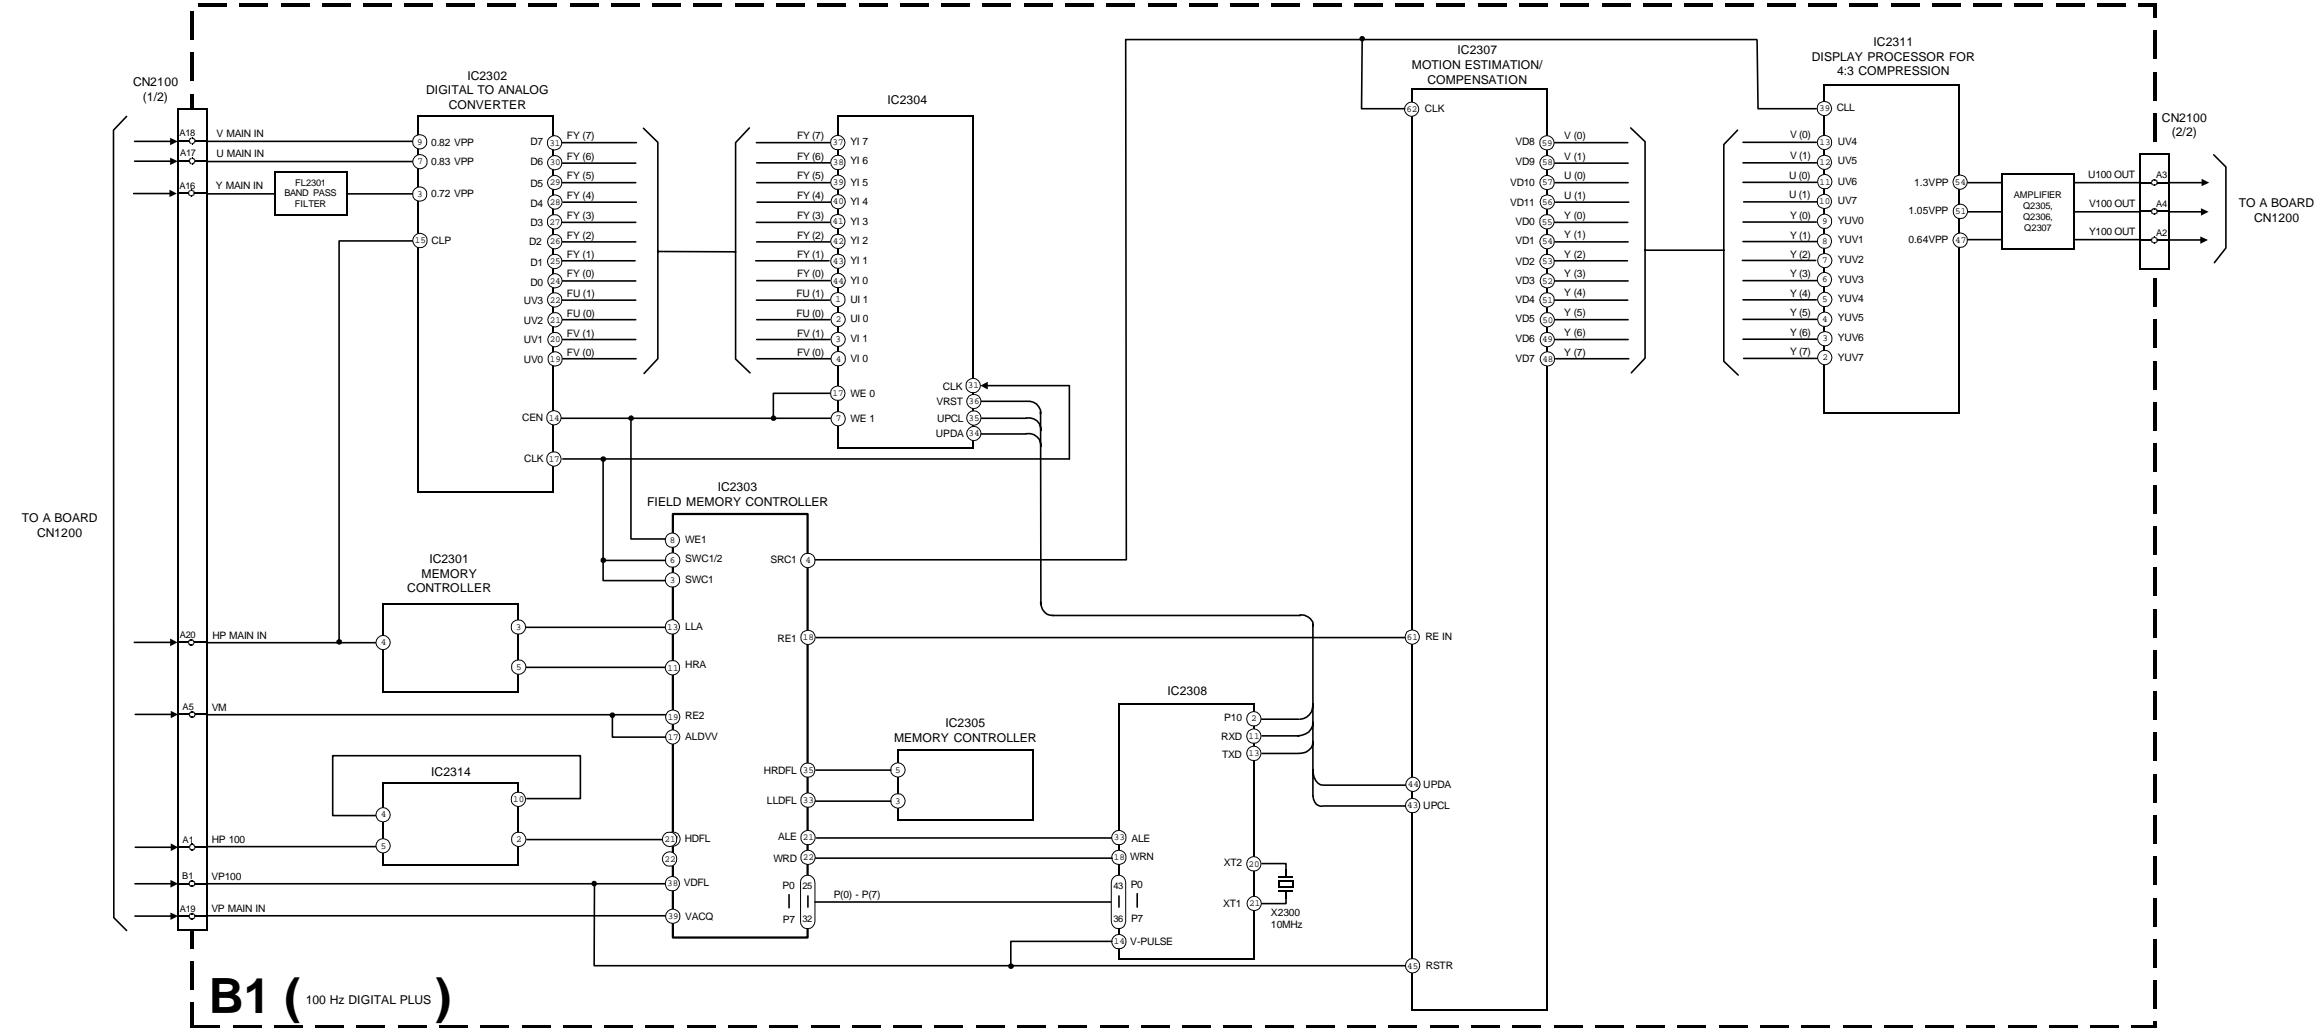 CN2100
(1/2)
TO A BOARD
CN1200
A18 V MAIN IN
A17 U MAIN IN
A16 Y MAIN IN
FL2301
BAND PASS
FILTER
A20 HP MAIN IN
A5 VM
A1 HP 100
B1 VP100
A19 VP MAIN IN
IC2302
DIGITAL TO ANALOG
CONVERTER
9 0.82 VPP
7 0.83 VPP
3 0.72 VPP
15 CLP
D7 31 FY (7)
D6 30 FY (6)
D5 29 FY (5)
D4 28 FY (4)
D3 27 FY (3)
D2 26 FY (2)
D1 25 FY (1)
D0 24 FY (0)
UV3 22 FU (1)
UV2 21 FU (0)
UV1 20 FV (1)
UV0 19 FV (0)
CEN 14
CLK 17
IC2304
FY (7) 37 YI 7
FY (6) 38 YI 6
FY (5) 39 YI 5
FY (4) 40 YI 4
FY (3) 41 YI 3
FY (2) 42 YI 2
FY (1) 43 YI 1
FY (0) 44 YI 0
FU (1) 1 UI 1
FU (0) 2 UI 0
FV (1) 3 VI 1
FV (0) 4 VI 0
17 WE 0
7 WE 1
CLK 31
VRST 36
UPCL 35
UPDA 34
IC2303
FIELD MEMORY CONTROLLER
8 WE1
6 SWC1/2
3 SWC1
13 LLA
11 HRA
19 RE2
17 ALDVV
21 HDFL
22
38 VDFL
39 VACQ
SRC1 4
RE1 18
HRDFL 35
LLDFL 33
ALE 21
WRD 22
P0 25
P7 32
P(0) - P(7)
IC2301
MEMORY
CONTROLLER
4
3
5
IC2314
4
5
10
2
IC2305
MEMORY CONTROLLER
5
3
IC2308
P10 2
RXD 11
TXD 13
33 ALE
18 WRN
43 P0
36 P7
14 V-PULSE
XT2 20
XT1 21
X2300
10MHz
IC2307
MOTION ESTIMATION/
COMPENSATION
62 CLK
VD8 59 V (0)
VD9 58 V (1)
VD10 57 U (0)
VD11 56 U (1)
VD0 55 Y (0)
VD1 54 Y (1)
VD2 53 Y (2)
VD3 52 Y (3)
VD4 51 Y (4)
VD5 50 Y (5)
VD6 49 Y (6)
VD7 48 Y (7)
61 RE IN
44 UPDA
43 UPCL
45 RSTR
IC2311
DISPLAY PROCESSOR FOR
4:3 COMPRESSION
39 CLL
V (0) 13 UV4
V (1) 12 UV5
U (0) 11 UV6
U (1) 10 UV7
Y (0) 9 YUV0
Y (1) 8 YUV1
Y (2) 7 YUV2
Y (3) 6 YUV3
Y (4) 5 YUV4
Y (5) 4 YUV5
Y (6) 3 YUV6
Y (7) 2 YUV7
1.3VPP 54
1.05VPP 51
0.64VPP 47
AMPLIFIER
Q2305,
Q2306,
Q2307
U100 OUT A3
V100 OUT A4
Y100 OUT A2
CN2100
(2/2)
TO A BOARD
CN1200
B1 ( 100 Hz DIGITAL PLUS )